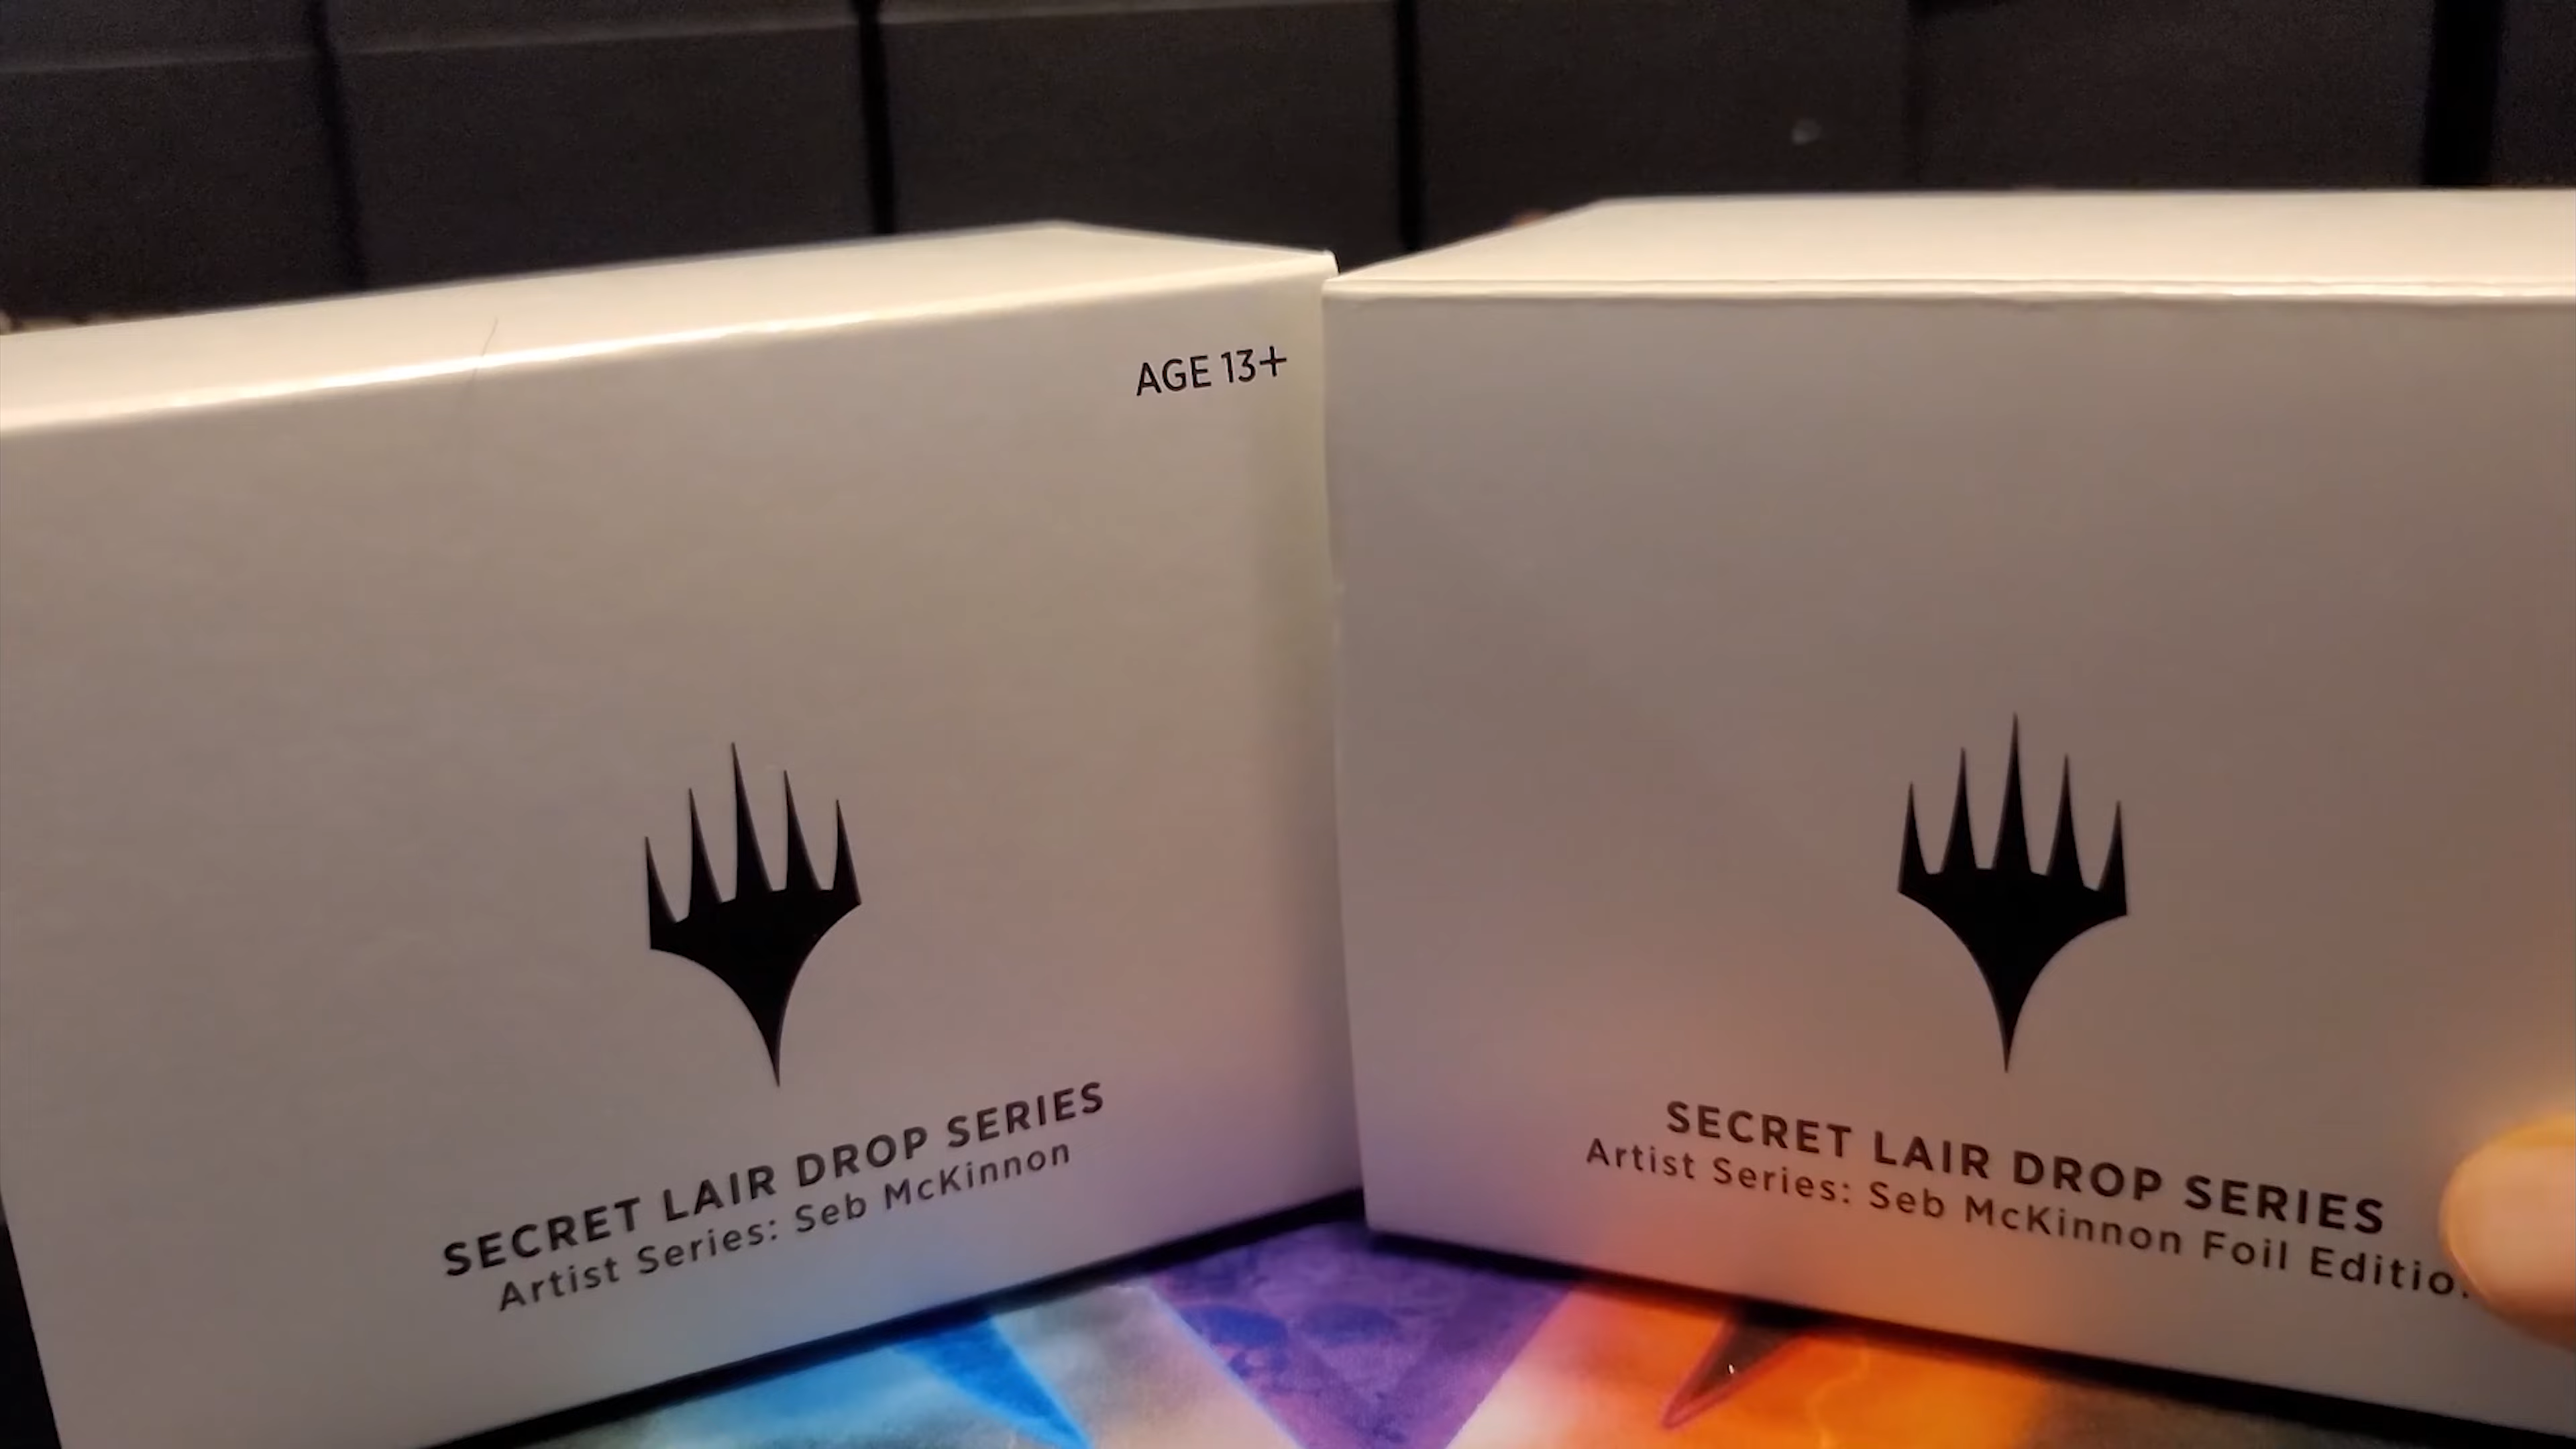 AGE 13+
SECRET LAIR DROP SERIES
Artist Series: Seb McKinnon
SECRET LAIR DROP SERIES
Artist Series: Seb McKinnon Foil Editio